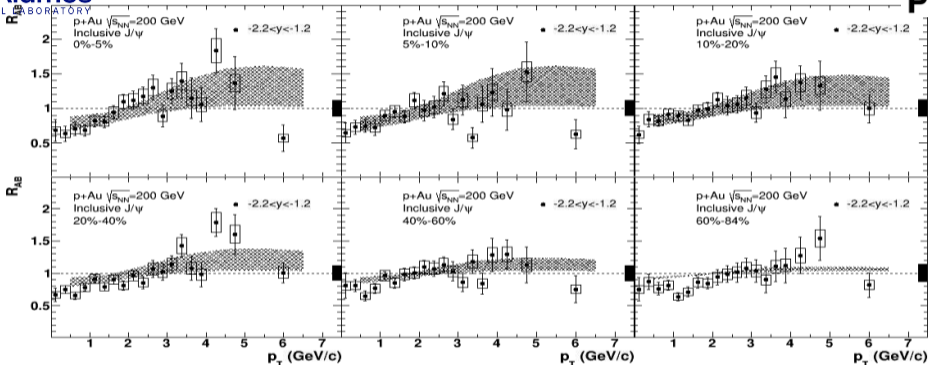 L LABORATORY
P
R_AB
p+Au √s_NN=200 GeV
Inclusive J/ψ
0%-5%
-2.2<y<-1.2
p+Au √s_NN=200 GeV
Inclusive J/ψ
5%-10%
-2.2<y<-1.2
p+Au √s_NN=200 GeV
Inclusive J/ψ
10%-20%
-2.2<y<-1.2
2
1.5
1
0.5
R_AB
p+Au √s_NN=200 GeV
Inclusive J/ψ
20%-40%
-2.2<y<-1.2
p+Au √s_NN=200 GeV
Inclusive J/ψ
40%-60%
-2.2<y<-1.2
p+Au √s_NN=200 GeV
Inclusive J/ψ
60%-84%
-2.2<y<-1.2
2
1.5
1
0.5
1 2 3 4 5 6 7
1 2 3 4 5 6 7
1 2 3 4 5 6 7
p_T (GeV/c)
p_T (GeV/c)
p_T (GeV/c)